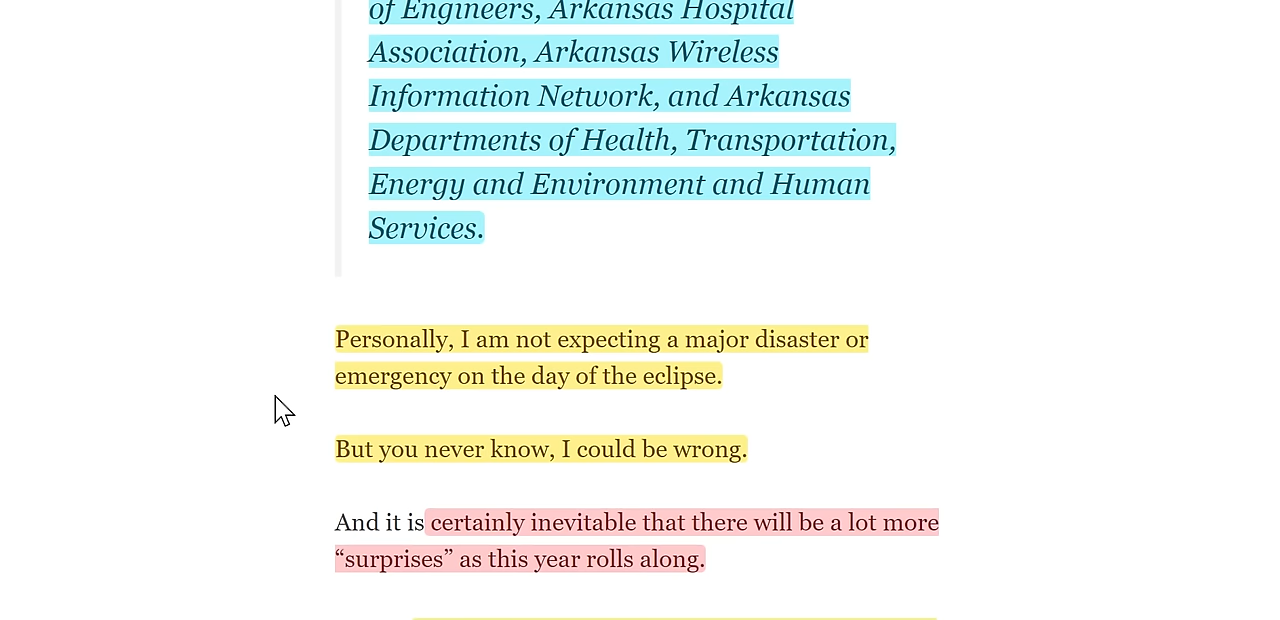 of Engineers, Arkansas Hospital
Association, Arkansas Wireless
Information Network, and Arkansas
Departments of Health, Transportation,
Energy and Environment and Human
Services.
Personally, I am not expecting a major disaster or
emergency on the day of the eclipse.
But you never know, I could be wrong.
And it is certainly inevitable that there will be a lot more
“surprises” as this year rolls along.